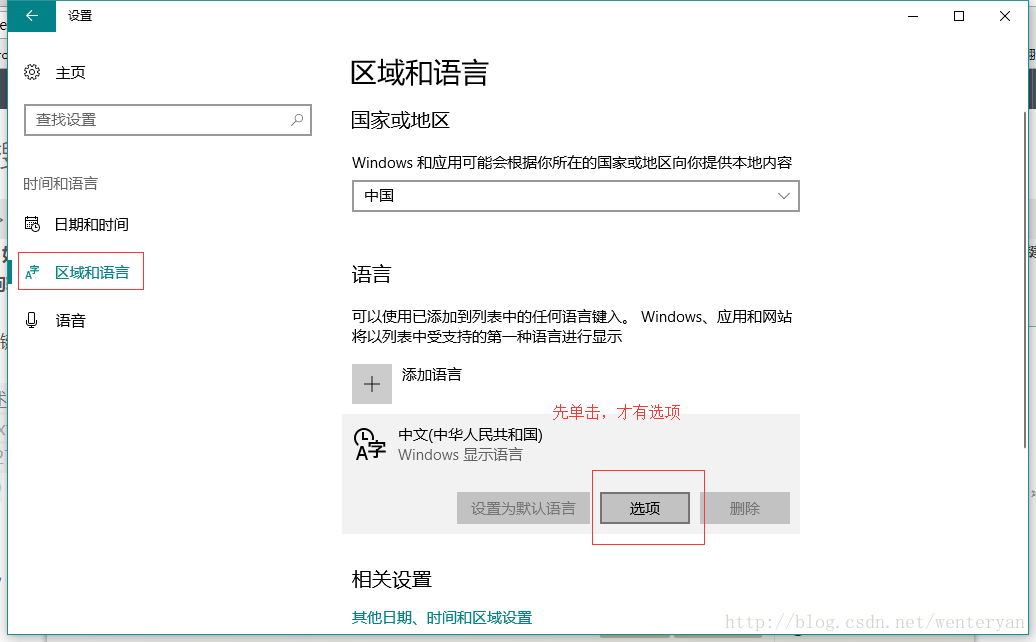 设置
主页
查找设置
时间和语言
日期和时间
区域和语言
语音
区域和语言
国家或地区
Windows 和应用可能会根据你所在的国家或地区向你提供本地内容
中国
语言
可以使用已添加到列表中的任何语言键入。 Windows、应用和网站
将以列表中受支持的第一种语言进行显示
添加语言
先单击，才有选项
中文(中华人民共和国)
Windows 显示语言
设置为默认语言
选项
删除
相关设置
其他日期、时间和区域设置
http://blog.csdn.net/wenteryan